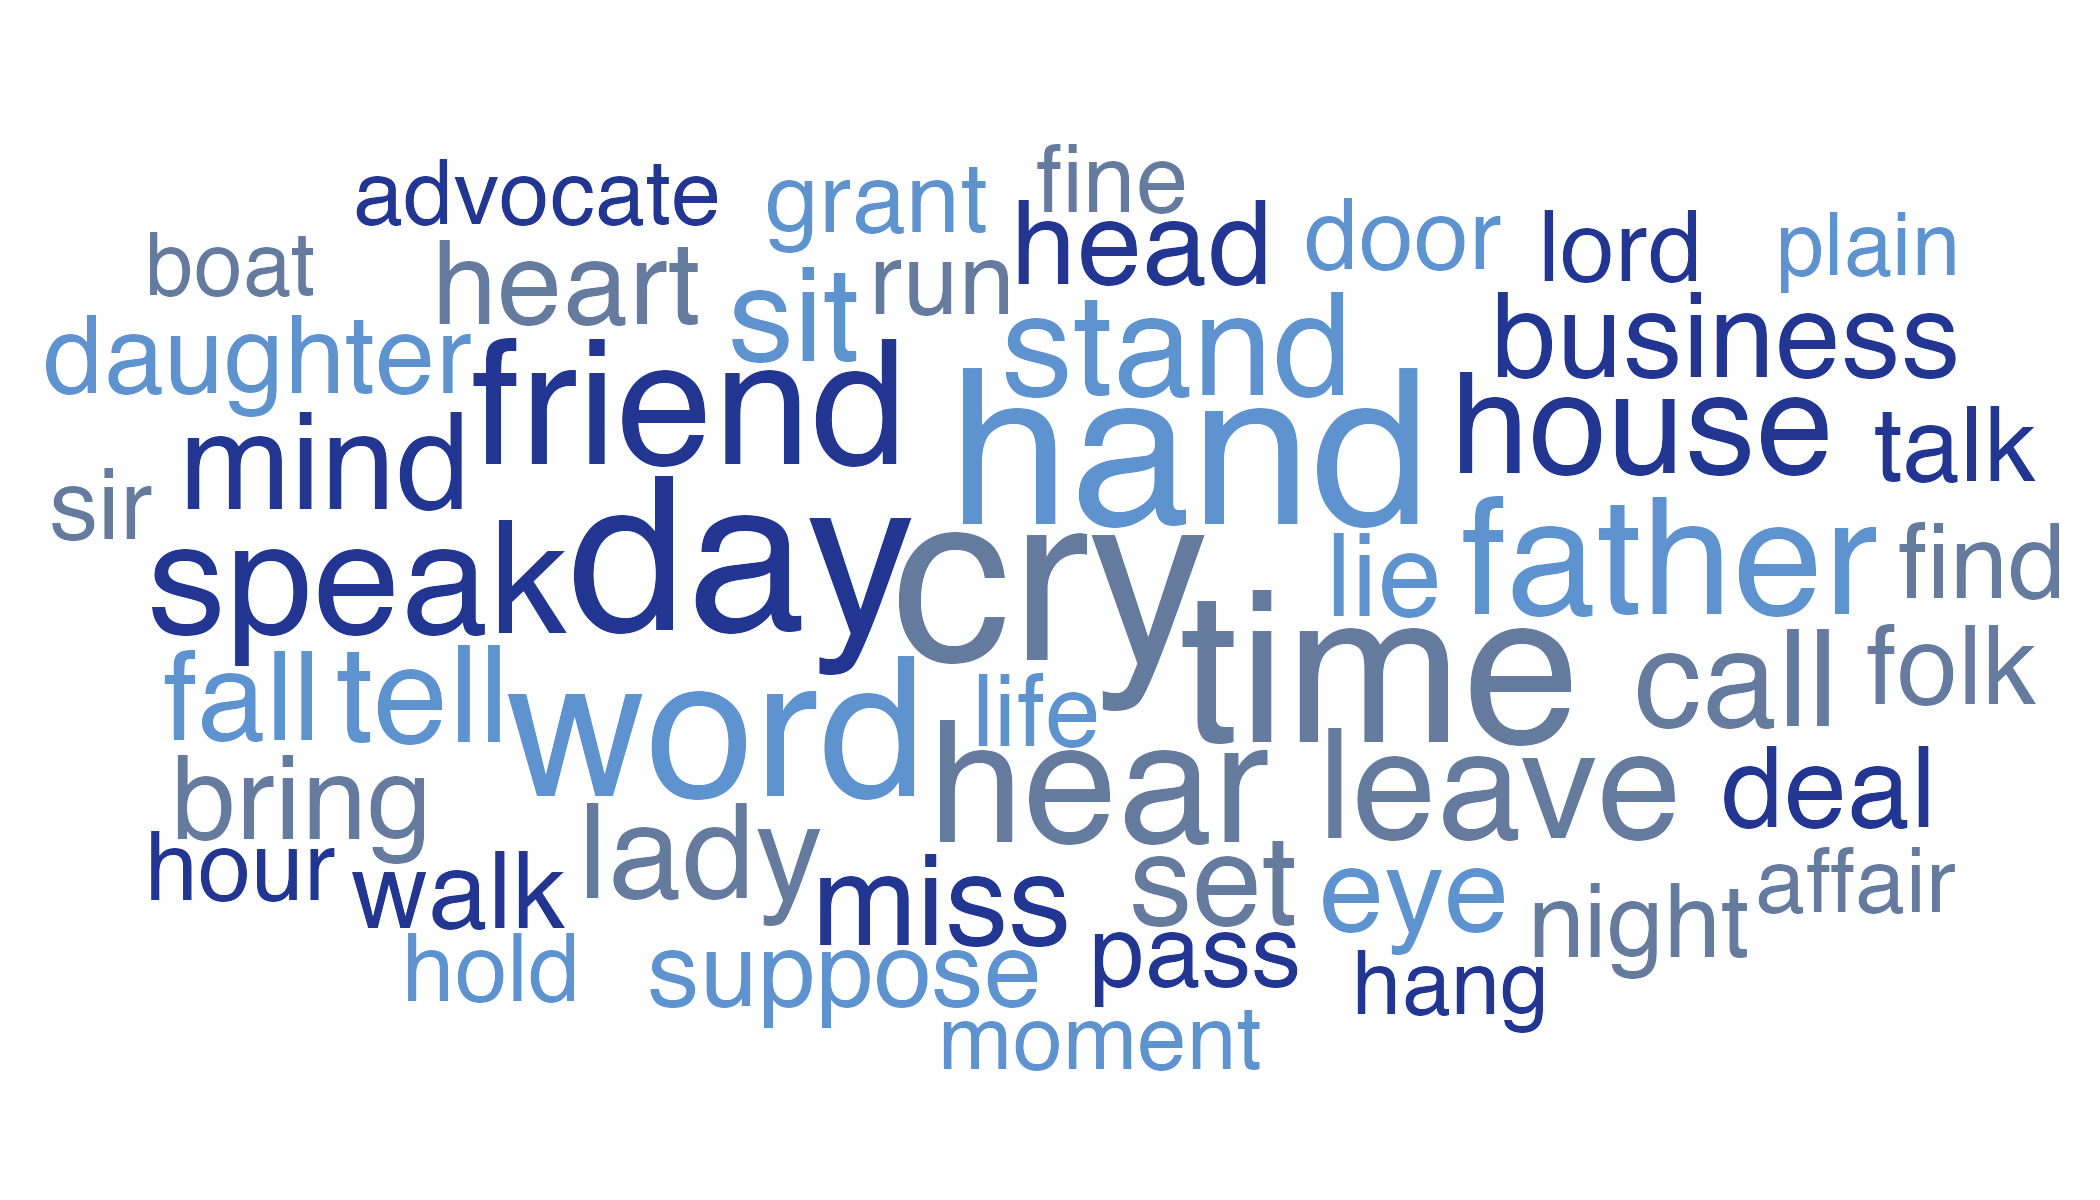 fine
advocate grant head door lord plain
boat heart sit run stand business
daughter friend hand house talk
sir mind day cry lie father find
speak time call folk
fall tell word life hear leave deal
bring lady set eye night affair
hour walk miss pass hang
hold suppose
moment